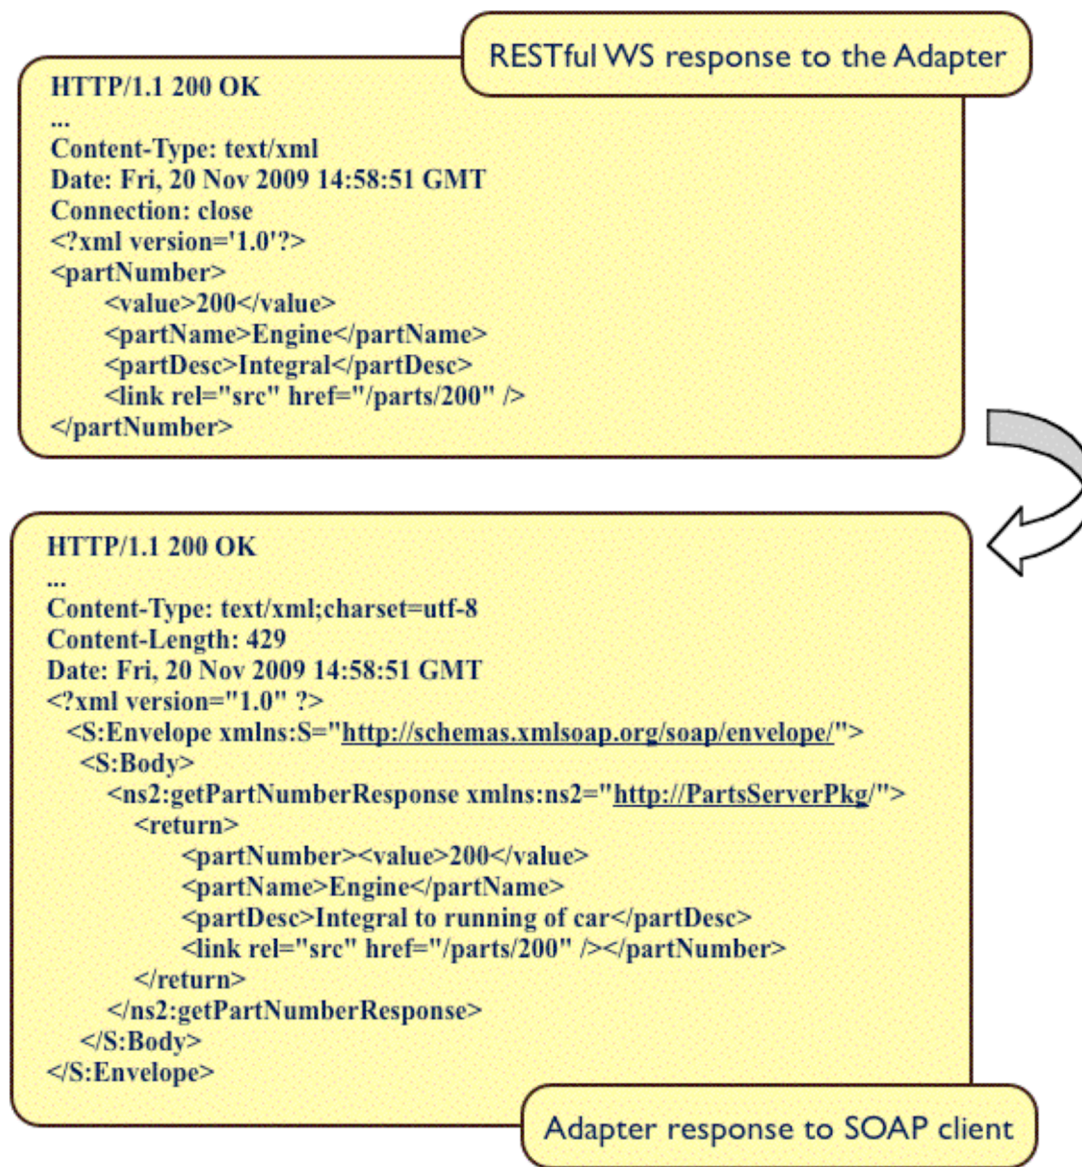 RESTful WS response to the Adapter
HTTP/1.1 200 OK
...
Content-Type: text/xml
Date: Fri, 20 Nov 2009 14:58:51 GMT
Connection: close
<?xml version='1.0'?>
<partNumber>
<value>200</value>
<partName>Engine</partName>
<partDesc>Integral</partDesc>
<link rel="src" href="/parts/200" />
</partNumber>
HTTP/1.1 200 OK
...
Content-Type: text/xml;charset=utf-8
Content-Length: 429
Date: Fri, 20 Nov 2009 14:58:51 GMT
<?xml version="1.0" ?>
<S:Envelope xmlns:S="http://schemas.xmlsoap.org/soap/envelope/">
<S:Body>
<ns2:getPartNumberResponse xmlns:ns2="http://PartsServerPkg/">
<return>
<partNumber><value>200</value>
<partName>Engine</partName>
<partDesc>Integral to running of car</partDesc>
<link rel="src" href="/parts/200" /></partNumber>
</return>
</ns2:getPartNumberResponse>
</S:Body>
</S:Envelope>
Adapter response to SOAP client